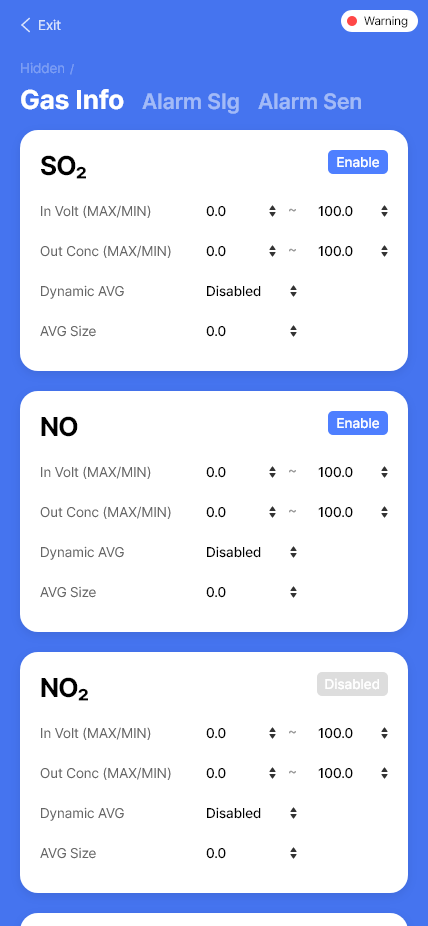 Exit
Warning
Hidden /
Gas Info Alarm Slg Alarm Sen
SO₂ Enable
In Volt (MAX/MIN) 0.0 ~ 100.0
Out Conc (MAX/MIN) 0.0 ~ 100.0
Dynamic AVG Disabled
AVG Size 0.0
NO Enable
In Volt (MAX/MIN) 0.0 ~ 100.0
Out Conc (MAX/MIN) 0.0 ~ 100.0
Dynamic AVG Disabled
AVG Size 0.0
NO₂ Disabled
In Volt (MAX/MIN) 0.0 ~ 100.0
Out Conc (MAX/MIN) 0.0 ~ 100.0
Dynamic AVG Disabled
AVG Size 0.0